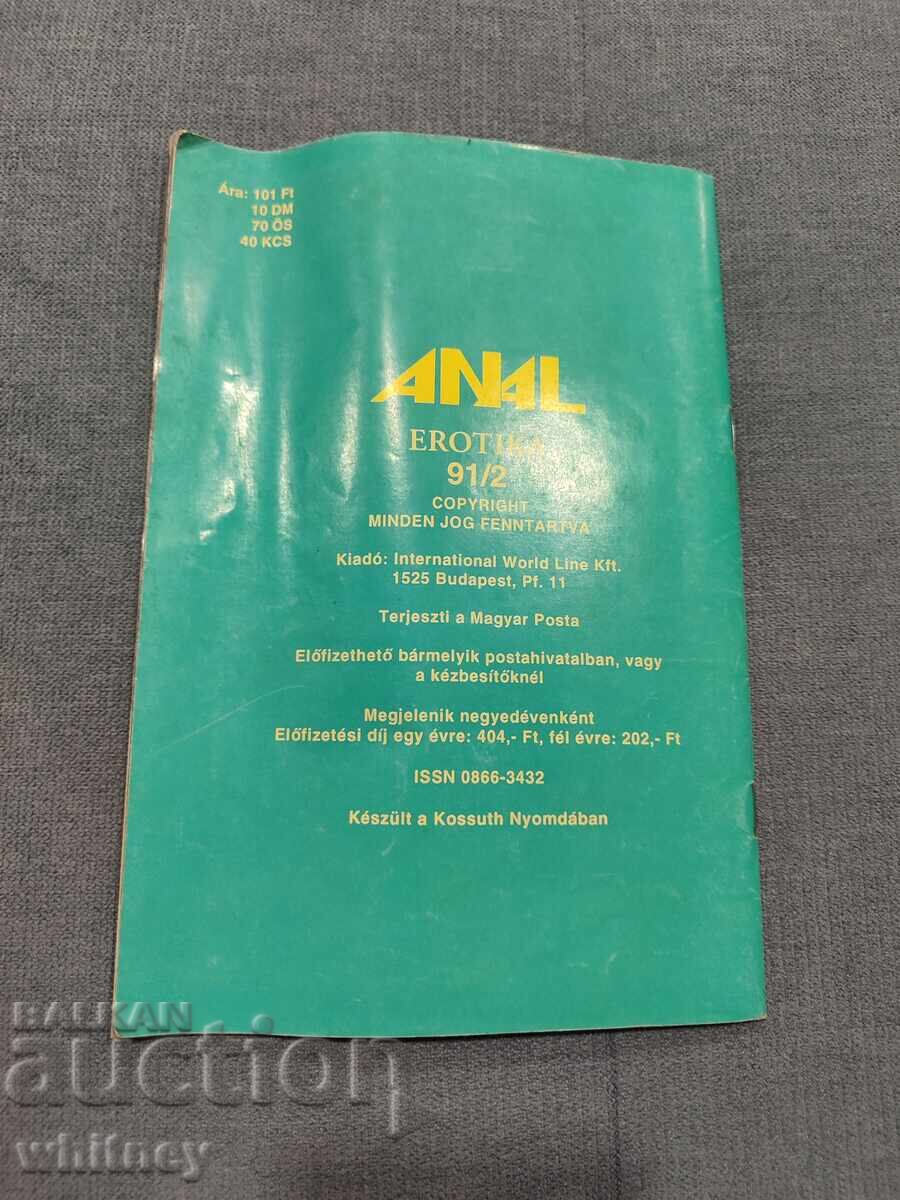 Ára: 101 Ft
10 DM
70 ÖS
40 KCS
ANAL
EROTIKA
91/2
COPYRIGHT
MINDEN JOG FENNTARTVA
Kiadó: International World Line Kft.
1525 Budapest, Pf. 11
Terjeszti a Magyar Posta
Előfizethető bármelyik postahivatalban, vagy
a kézbesítőknél
Megjelenik negyedévenként
Előfizetési díj egy évre: 404,- Ft, fél évre: 202,- Ft
ISSN 0866-3432
Készült a Kossuth Nyomdában
BALKAN
auction
whitney